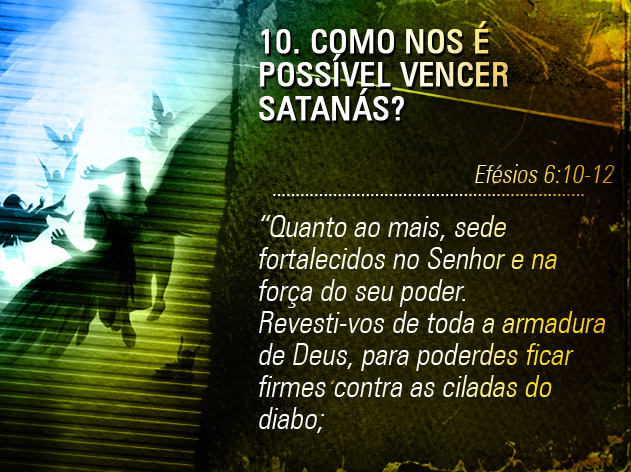 10. COMO NOS É
POSSÍVEL VENCER
SATANÁS?
Efésios 6:10-12
“Quanto ao mais, sede
fortalecidos no Senhor e na
força do seu poder.
Revesti-vos de toda a armadura
de Deus, para poderdes ficar
firmes contra as ciladas do
diabo;